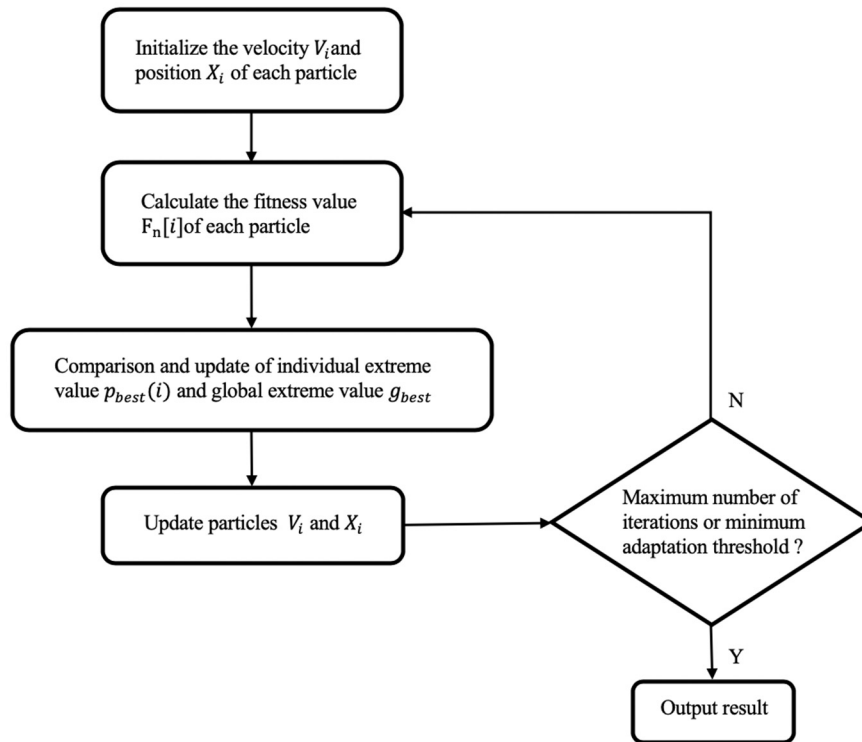 Initialize the velocity V_i and
position X_i of each particle
Calculate the fitness value
F_n[i]of each particle
Comparison and update of individual extreme
value p_best(i) and global extreme value g_best
N
Update particles V_i and X_i
Maximum number of
iterations or minimum
adaptation threshold ?
Y
Output result